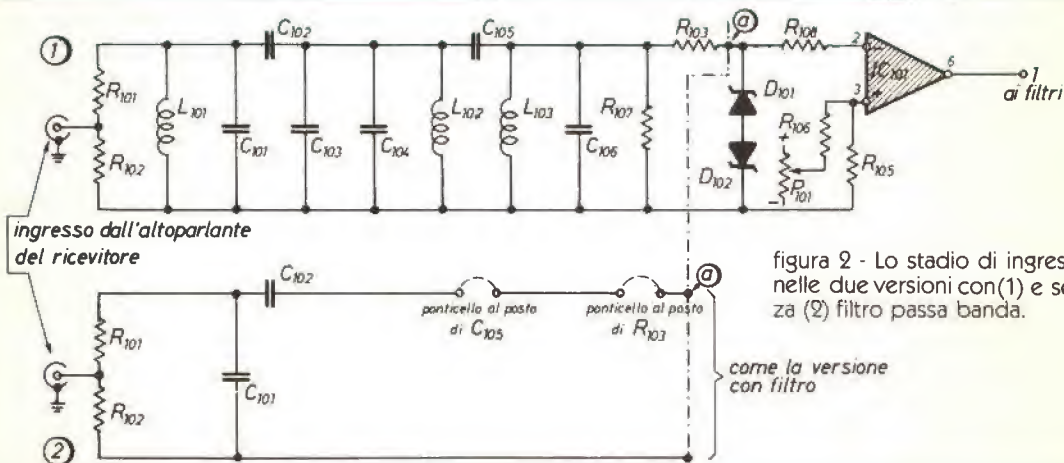 1
C102
C105
R103
a
R108
2
-
IC101
6
1
ai filtri
3
+
R101
R102
L101
C101
C103
C104
L102
L103
C106
R107
D101
D102
R106
+
P101
-
R105
ingresso dall'altoparlante
del ricevitore
C102
ponticello al posto
di C105
ponticello al posto
di R103
a
R101
R102
C101
come la versione
con filtro
2
figura 2 - Lo stadio di ingres
nelle due versioni con(1) e se
za (2) filtro passa banda.